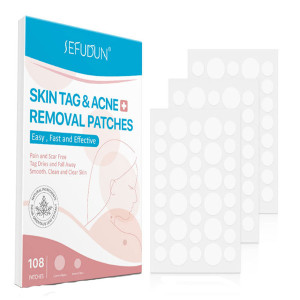 SEFUDUN®
SKIN TAG & ACNE
REMOVAL PATCHES
Easy, Fast and Effective
Pain and Scar Free
Tag Dries and Fall Away
Smooth, Clean and Clear Skin
108
PATCHES